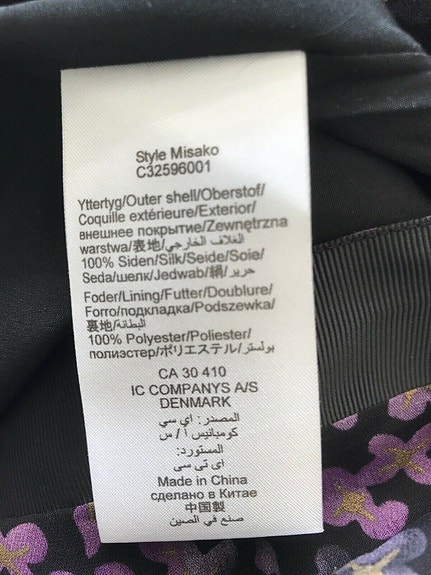 Style Misako
C32596001
Yttertyg/Outer shell/Oberstof/
Coquille extérieure/Exterior/
внешнее покрытие/Zewnętrzna
warstwa/表地/الغلاف الخارجي
100% Siden/Silk/Seide/Soie/
Seda/шелк/Jedwab/絹/حرير
Foder/Lining/Futter/Doublure/
Forro/подкладка/Podszewka/
裏地/البطانة
100% Polyester/Poliester/
полиэстер/ポリエステル/بولستر
CA 30 410
IC COMPANYS A/S
DENMARK
المصدر: اي سي
كومبانيس أ / س
المستورد:
اى تى سى
Made in China
сделано в Китае
中国製
صنع في الصين